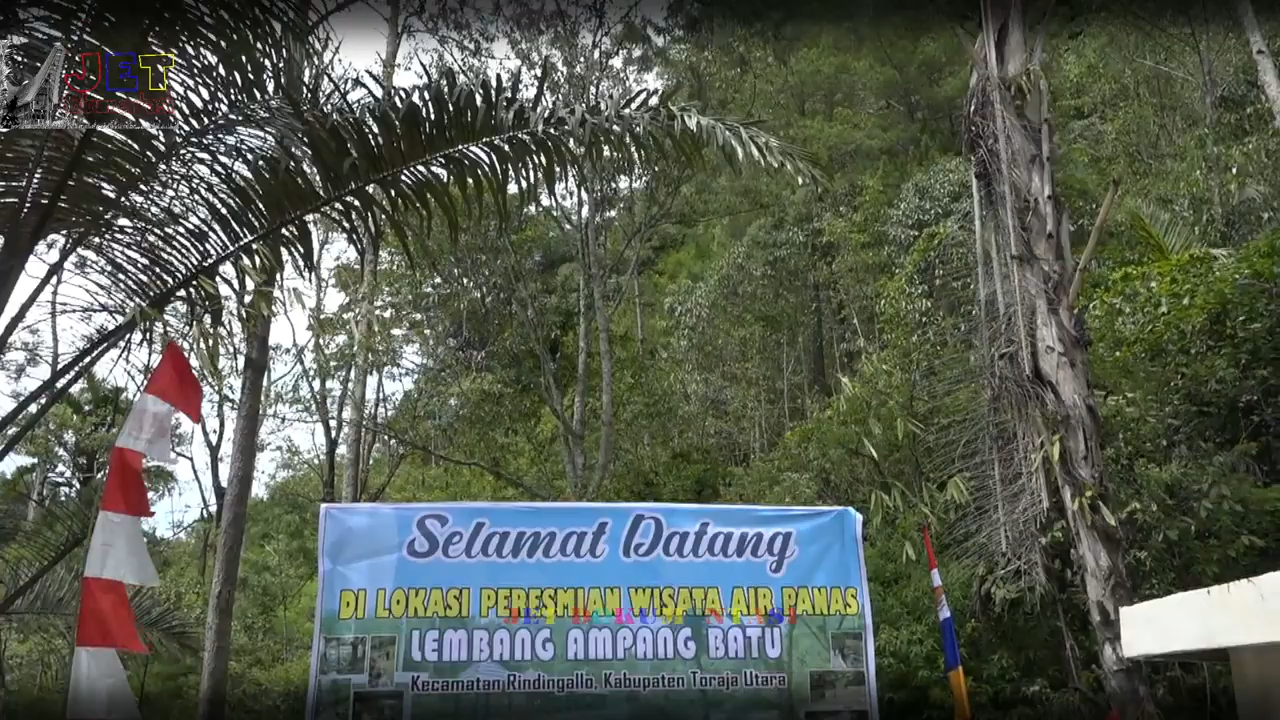 JET
Selamat Datang
DI LOKASI PERESMIAN WISATA AIR PANAS
LEMBANG AMPANG BATU
Kecamatan Rindingallo, Kabupaten Toraja Utara